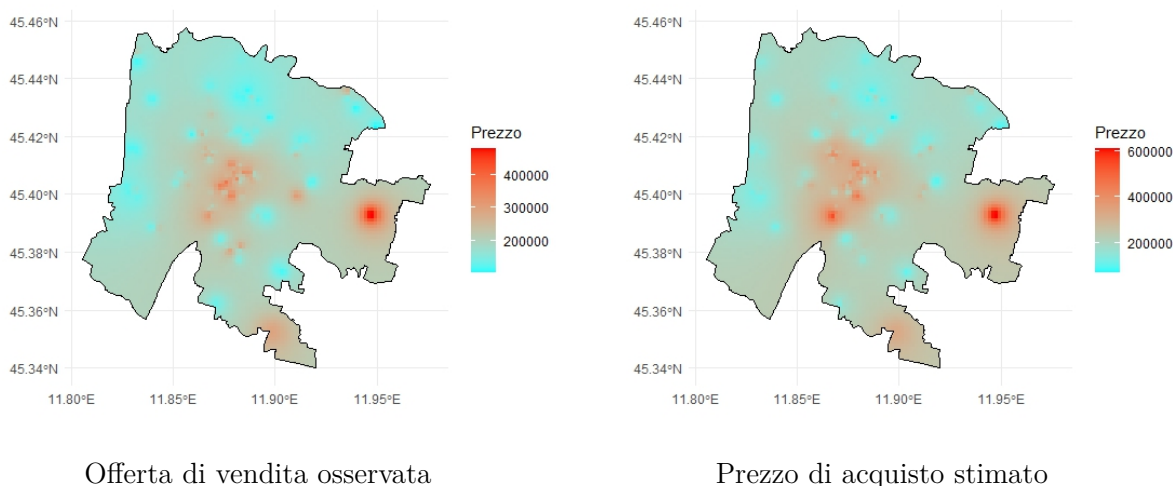 45.46°N
45.44°N
45.42°N
45.40°N
45.38°N
45.36°N
45.34°N
11.80°E 11.85°E 11.90°E 11.95°E
Prezzo
400000
300000
200000
45.46°N
45.44°N
45.42°N
45.40°N
45.38°N
45.36°N
45.34°N
11.80°E 11.85°E 11.90°E 11.95°E
Prezzo
600000
400000
200000
Offerta di vendita osservata
Prezzo di acquisto stimato